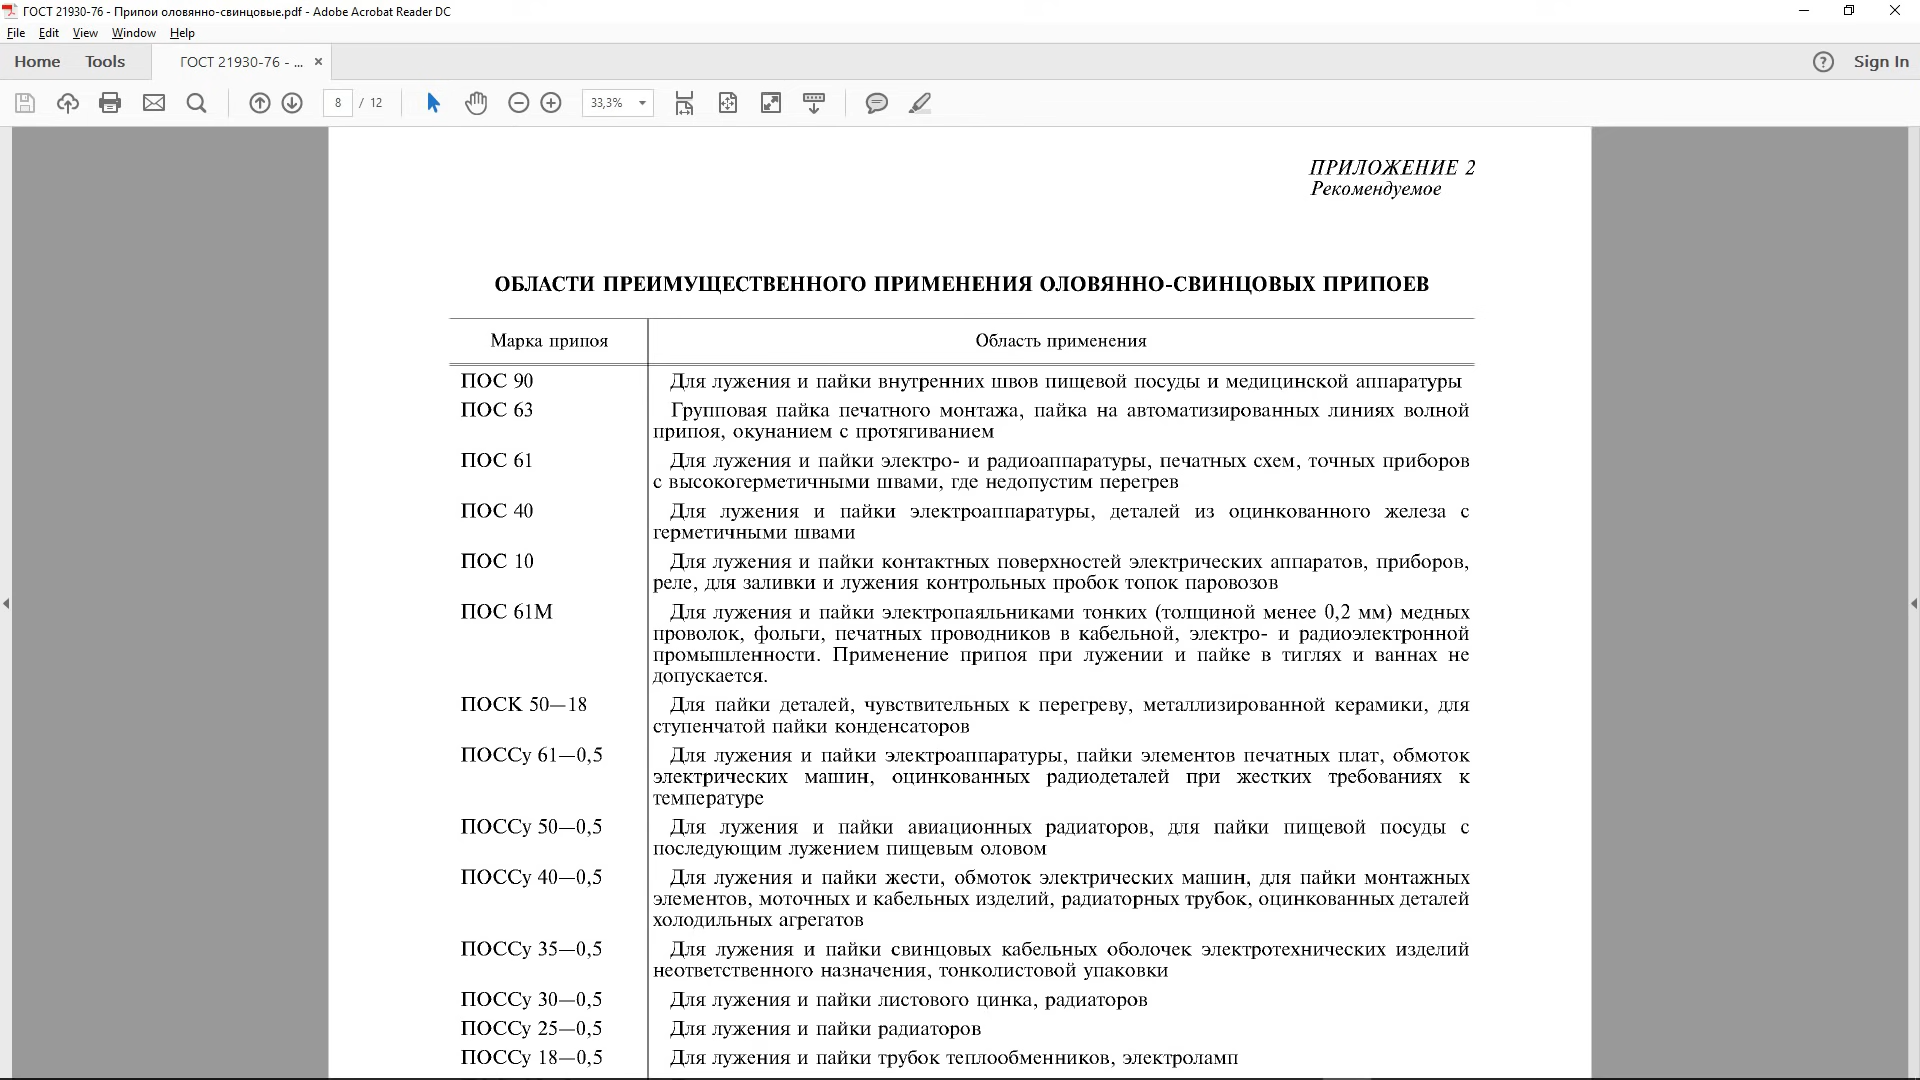 ГОСТ 21930-76 - Припои оловянно-свинцовые.pdf - Adobe Acrobat Reader DC
File Edit View Window Help
Home Tools ГОСТ 21930-76 - ... × ? Sign In
8 / 12 33,3%
ПРИЛОЖЕНИЕ 2
Рекомендуемое
ОБЛАСТИ ПРЕИМУЩЕСТВЕННОГО ПРИМЕНЕНИЯ ОЛОВЯННО-СВИНЦОВЫХ ПРИПОЕВ
Марка припоя Область применения
ПОС 90 Для лужения и пайки внутренних швов пищевой посуды и медицинской аппаратуры
ПОС 63 Групповая пайка печатного монтажа, пайка на автоматизированных линиях волной
припоя, окунанием с протягиванием
ПОС 61 Для лужения и пайки электро- и радиоаппаратуры, печатных схем, точных приборов
с высокогерметичными швами, где недопустим перегрев
ПОС 40 Для лужения и пайки электроаппаратуры, деталей из оцинкованного железа с
герметичными швами
ПОС 10 Для лужения и пайки контактных поверхностей электрических аппаратов, приборов,
реле, для заливки и лужения контрольных пробок топок паровозов
ПОС 61М Для лужения и пайки электропаяльниками тонких (толщиной менее 0,2 мм) медных
проволок, фольги, печатных проводников в кабельной, электро- и радиоэлектронной
промышленности. Применение припоя при лужении и пайке в тиглях и ваннах не
допускается.
ПОСК 50—18 Для пайки деталей, чувствительных к перегреву, металлизированной керамики, для
ступенчатой пайки конденсаторов
ПОССу 61—0,5 Для лужения и пайки электроаппаратуры, пайки элементов печатных плат, обмоток
электрических машин, оцинкованных радиодеталей при жестких требованиях к
температуре
ПОССу 50—0,5 Для лужения и пайки авиационных радиаторов, для пайки пищевой посуды с
последующим лужением пищевым оловом
ПОССу 40—0,5 Для лужения и пайки жести, обмоток электрических машин, для пайки монтажных
элементов, моточных и кабельных изделий, радиаторных трубок, оцинкованных деталей
холодильных агрегатов
ПОССу 35—0,5 Для лужения и пайки свинцовых кабельных оболочек электротехнических изделий
неответственного назначения, тонколистовой упаковки
ПОССу 30—0,5 Для лужения и пайки листового цинка, радиаторов
ПОССу 25—0,5 Для лужения и пайки радиаторов
ПОССу 18—0,5 Для лужения и пайки трубок теплообменников, электроламп